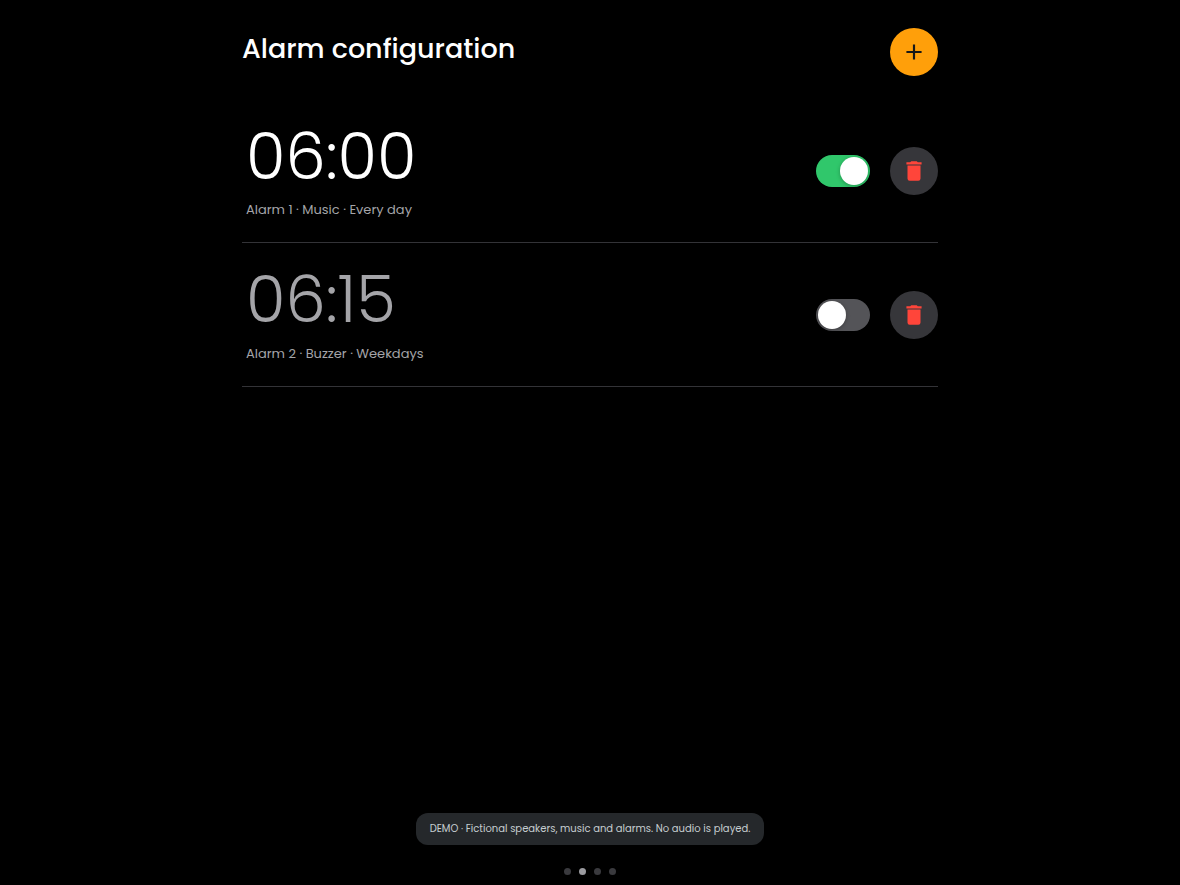 Alarm configuration
06:00
Alarm 1 · Music · Every day
06:15
Alarm 2 · Buzzer · Weekdays
DEMO · Fictional speakers, music and alarms. No audio is played.